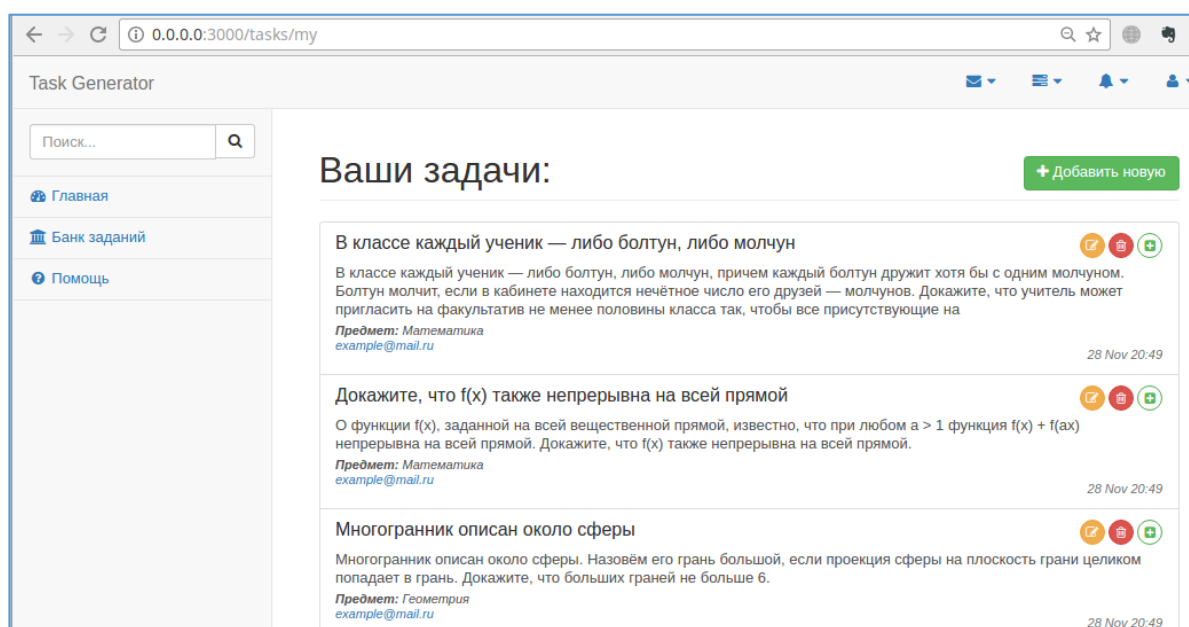 0.0.0.0:3000/tasks/my
Task Generator
Поиск...
Главная
Банк заданий
Помощь
Ваши задачи:
Добавить новую
В классе каждый ученик — либо болтун, либо молчун
В классе каждый ученик — либо болтун, либо молчун, причем каждый болтун дружит хотя бы с одним молчуном.
Болтун молчит, если в кабинете находится нечётное число его друзей — молчунов. Докажите, что учитель может
пригласить на факультатив не менее половины класса так, чтобы все присутствующие на
Предмет: Математика
example@mail.ru
28 Nov 20:49
Докажите, что f(x) также непрерывна на всей прямой
О функции f(x), заданной на всей вещественной прямой, известно, что при любом a > 1 функция f(x) + f(ax)
непрерывна на всей прямой. Докажите, что f(x) также непрерывна на всей прямой.
Предмет: Математика
example@mail.ru
28 Nov 20:49
Многогранник описан около сферы
Многогранник описан около сферы. Назовём его грань большой, если проекция сферы на плоскость грани целиком
попадает в грань. Докажите, что больших граней не больше 6.
Предмет: Геометрия
example@mail.ru
28 Nov 20:49